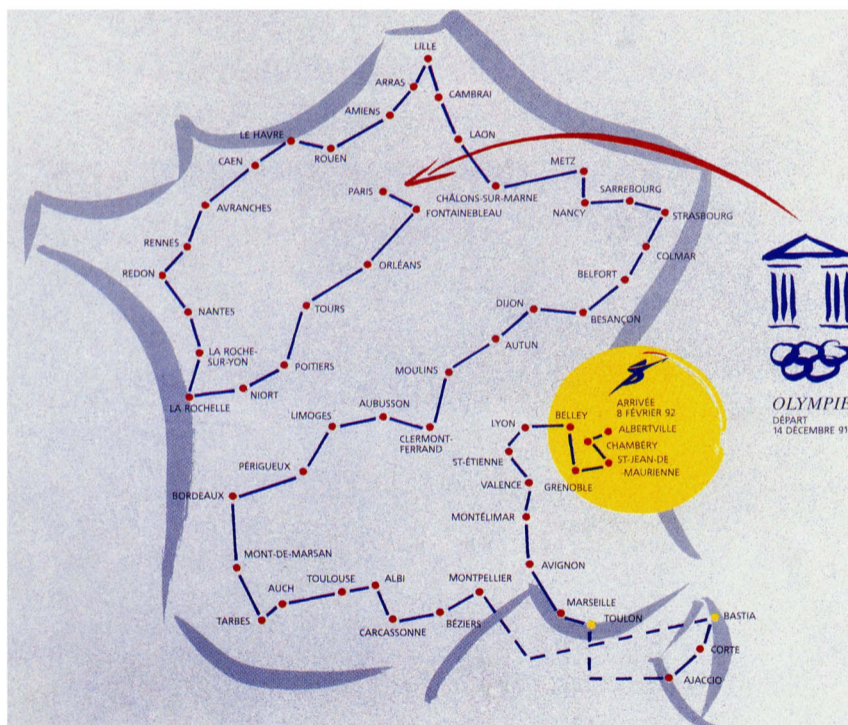 LILLE
ARRAS
CAMBRAI
AMIENS
LE HAVRE
LAON
ROUEN
CAEN
METZ
PARIS
CHÂLONS-SUR-MARNE
SARREBOURG
AVRANCHES
FONTAINEBLEAU
NANCY
STRASBOURG
RENNES
COLMAR
ORLÉANS
REDON
BELFORT
NANTES
TOURS
DIJON
BESANÇON
AUTUN
LA ROCHE-
SUR-YON
POITIERS
MOULINS
LA ROCHELLE
NIORT
ARRIVÉE
8 FÉVRIER 92
OLYMPIE
DÉPART
14 DÉCEMBRE 91
LIMOGES
AUBUSSON
LYON
BELLEY
ALBERTVILLE
CLERMONT-
FERRAND
CHAMBÉRY
ST-ÉTIENNE
ST-JEAN-DE
MAURIENNE
PÉRIGUEUX
VALENCE
GRENOBLE
BORDEAUX
MONTÉLIMAR
MONT-DE-MARSAN
AVIGNON
TOULOUSE
ALBI
MONTPELLIER
AUCH
MARSEILLE
TARBES
CARCASSONNE
BÉZIERS
TOULON
BASTIA
CORTE
AJACCIO